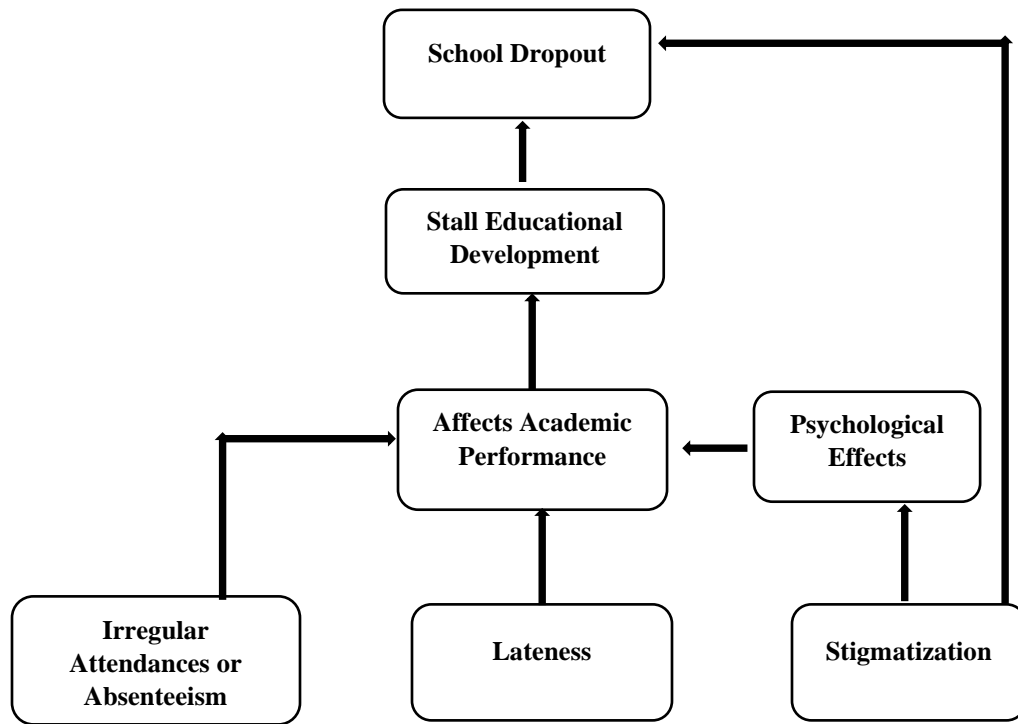 School Dropout
Stall Educational
Development
Affects Academic
Performance
Psychological
Effects
Irregular
Attendances or
Absenteeism
Lateness
Stigmatization